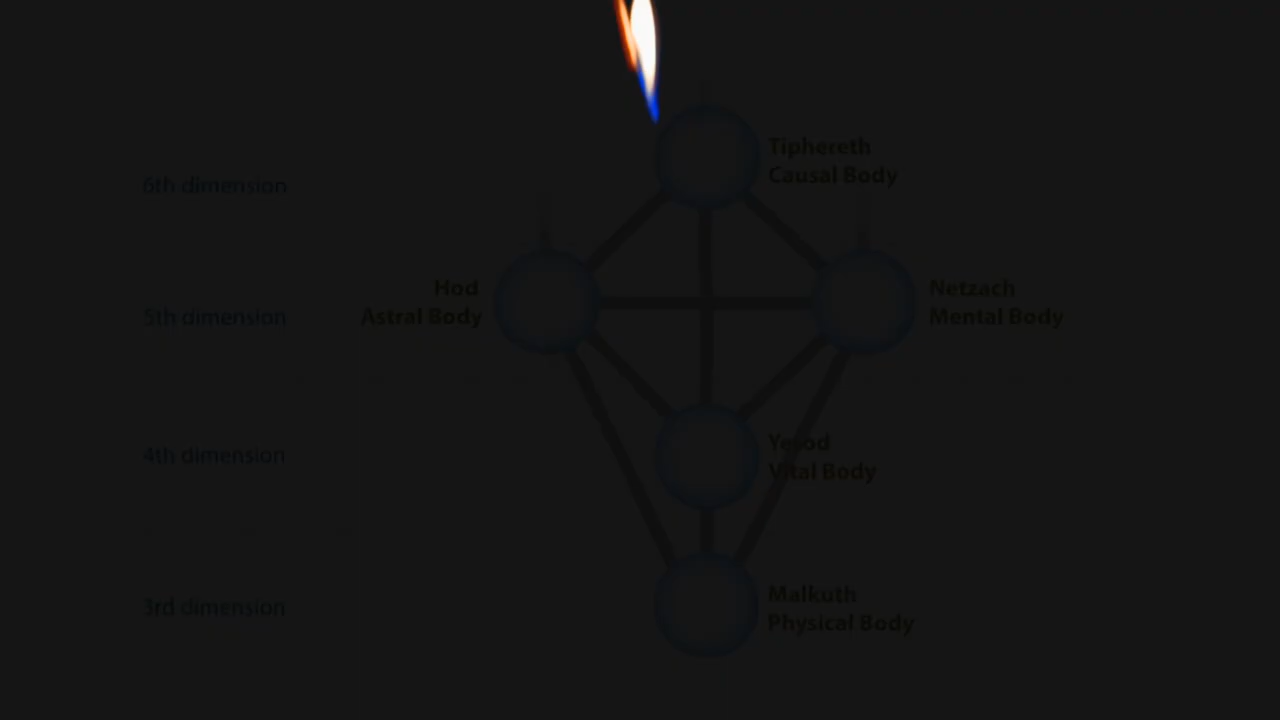 Tiphereth
Causal Body
6th dimension
Hod
Astral Body
Netzach
Mental Body
5th dimension
Yesod
Vital Body
4th dimension
Malkuth
Physical Body
3rd dimension